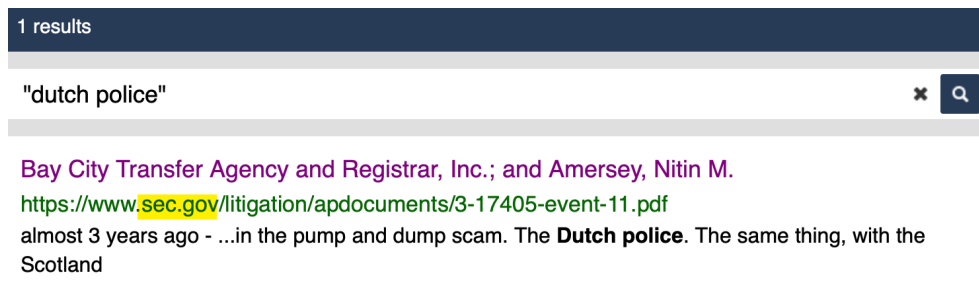 1 results
"dutch police"
Bay City Transfer Agency and Registrar, Inc.; and Amersey, Nitin M.
https://www.sec.gov/litigation/apdocuments/3-17405-event-11.pdf
almost 3 years ago - ...in the pump and dump scam. The Dutch police. The same thing, with the
Scotland